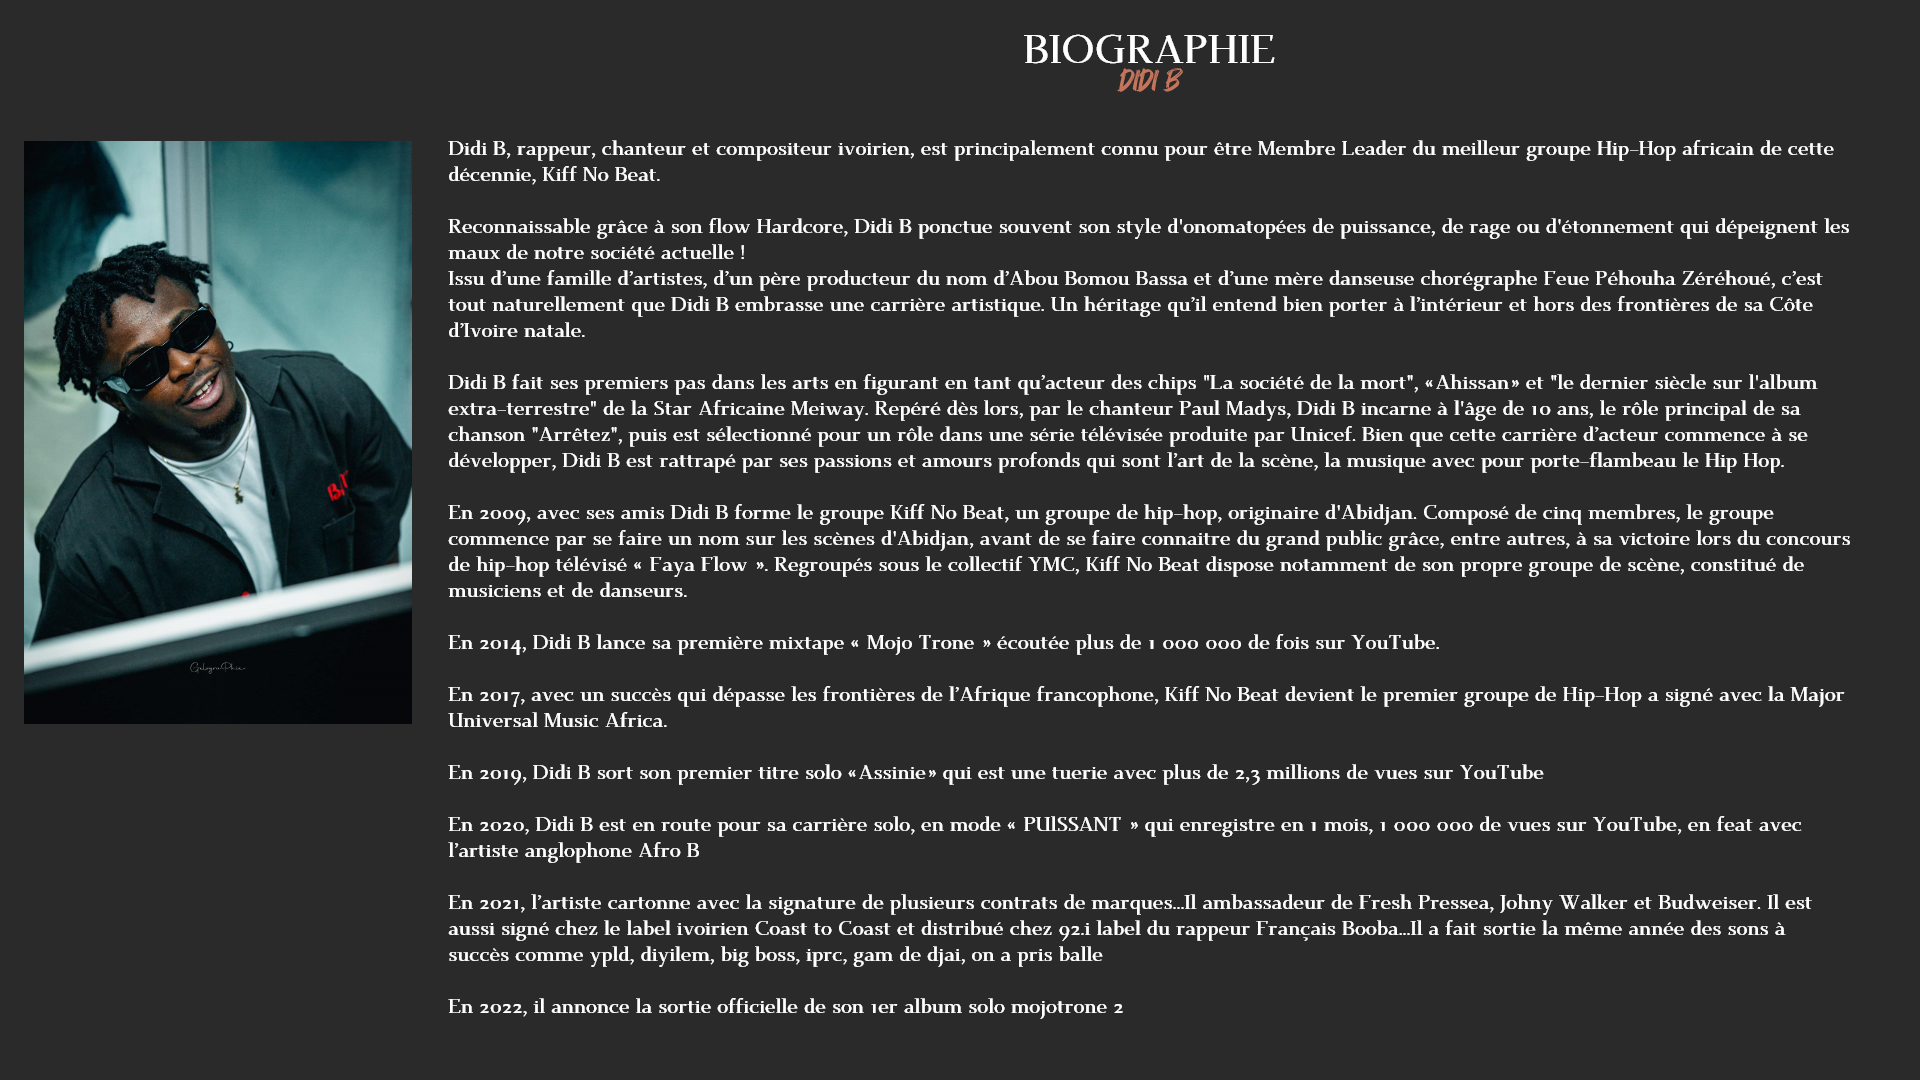 BIOGRAPHIE
DIDI B
Didi B, rappeur, chanteur et compositeur ivoirien, est principalement connu pour être Membre Leader du meilleur groupe Hip-Hop africain de cette
décennie, Kiff No Beat.
Reconnaissable grâce à son flow Hardcore, Didi B ponctue souvent son style d'onomatopées de puissance, de rage ou d'étonnement qui dépeignent les
maux de notre société actuelle !
Issu d’une famille d’artistes, d’un père producteur du nom d’Abou Bomou Bassa et d’une mère danseuse chorégraphe Feue Péhouha Zéréhoué, c’est
tout naturellement que Didi B embrasse une carrière artistique. Un héritage qu’il entend bien porter à l’intérieur et hors des frontières de sa Côte
d’Ivoire natale.
Didi B fait ses premiers pas dans les arts en figurant en tant qu’acteur des chips "La société de la mort", «Ahissan» et "le dernier siècle sur l'album
extra-terrestre" de la Star Africaine Meiway. Repéré dès lors, par le chanteur Paul Madys, Didi B incarne à l'âge de 10 ans, le rôle principal de sa
chanson "Arrêtez", puis est sélectionné pour un rôle dans une série télévisée produite par Unicef. Bien que cette carrière d’acteur commence à se
développer, Didi B est rattrapé par ses passions et amours profonds qui sont l’art de la scène, la musique avec pour porte-flambeau le Hip Hop.
En 2009, avec ses amis Didi B forme le groupe Kiff No Beat, un groupe de hip-hop, originaire d'Abidjan. Composé de cinq membres, le groupe
commence par se faire un nom sur les scènes d'Abidjan, avant de se faire connaitre du grand public grâce, entre autres, à sa victoire lors du concours
de hip-hop télévisé « Faya Flow ». Regroupés sous le collectif YMC, Kiff No Beat dispose notamment de son propre groupe de scène, constitué de
musiciens et de danseurs.
En 2014, Didi B lance sa première mixtape « Mojo Trone » écoutée plus de 1 000 000 de fois sur YouTube.
En 2017, avec un succès qui dépasse les frontières de l’Afrique francophone, Kiff No Beat devient le premier groupe de Hip-Hop a signé avec la Major
Universal Music Africa.
En 2019, Didi B sort son premier titre solo «Assinie» qui est une tuerie avec plus de 2,3 millions de vues sur YouTube
En 2020, Didi B est en route pour sa carrière solo, en mode « PUlSSANT » qui enregistre en 1 mois, 1 000 000 de vues sur YouTube, en feat avec
l’artiste anglophone Afro B
En 2021, l’artiste cartonne avec la signature de plusieurs contrats de marques...Il ambassadeur de Fresh Pressea, Johny Walker et Budweiser. Il est
aussi signé chez le label ivoirien Coast to Coast et distribué chez 92.i label du rappeur Français Booba...Il a fait sortie la même année des sons à
succès comme ypld, diyilem, big boss, iprc, gam de djai, on a pris balle
En 2022, il annonce la sortie officielle de son 1er album solo mojotrone 2